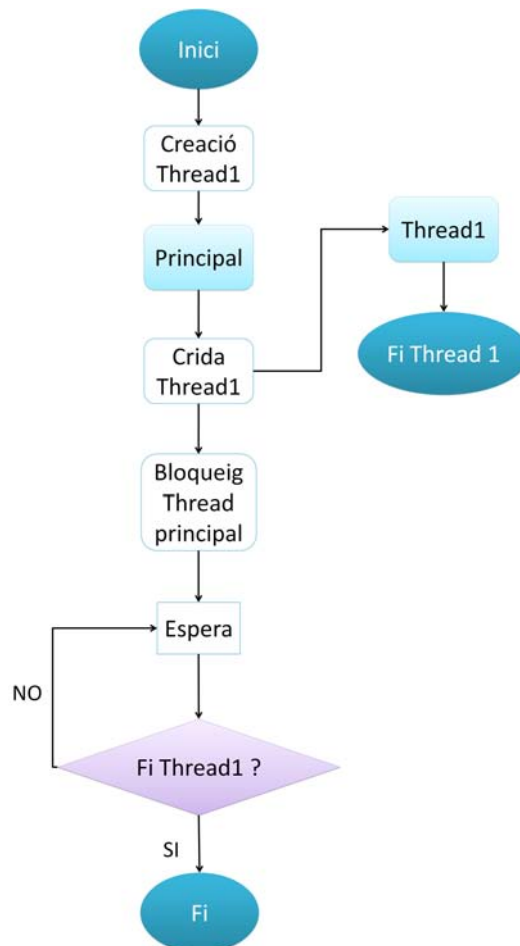 Inici
Creació
Thread1
Principal
Thread1
Crida
Thread1
Fi Thread 1
Bloqueig
Thread
principal
Espera
NO
Fi Thread1 ?
SI
Fi